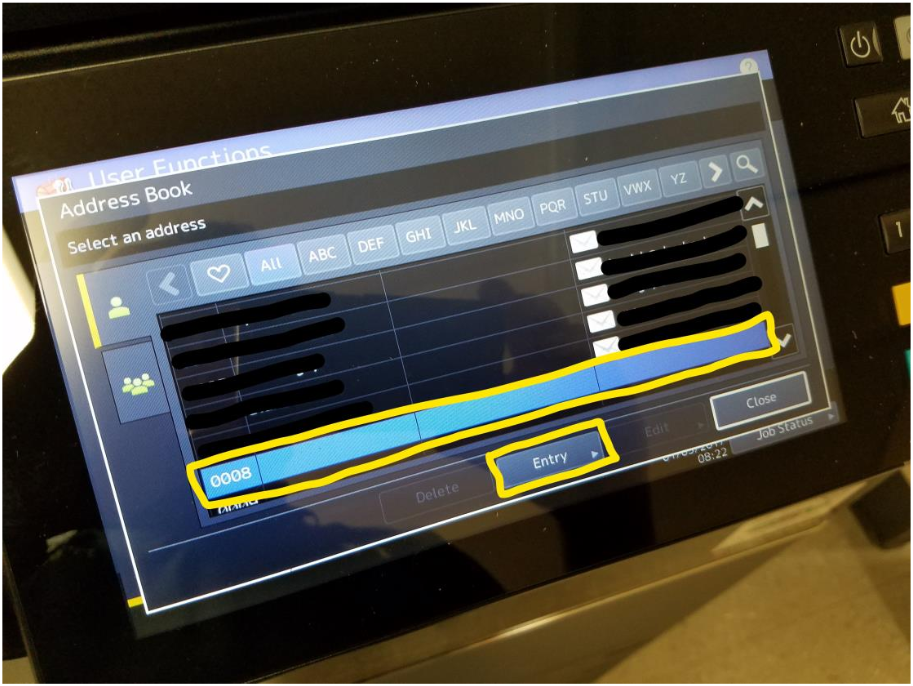 User Functions
Address Book
Select an address
All ABC DEF GHI JKL MNO PQR STU VWX YZ
0008
Delete Entry Edit Close
08:22 Job Status
1